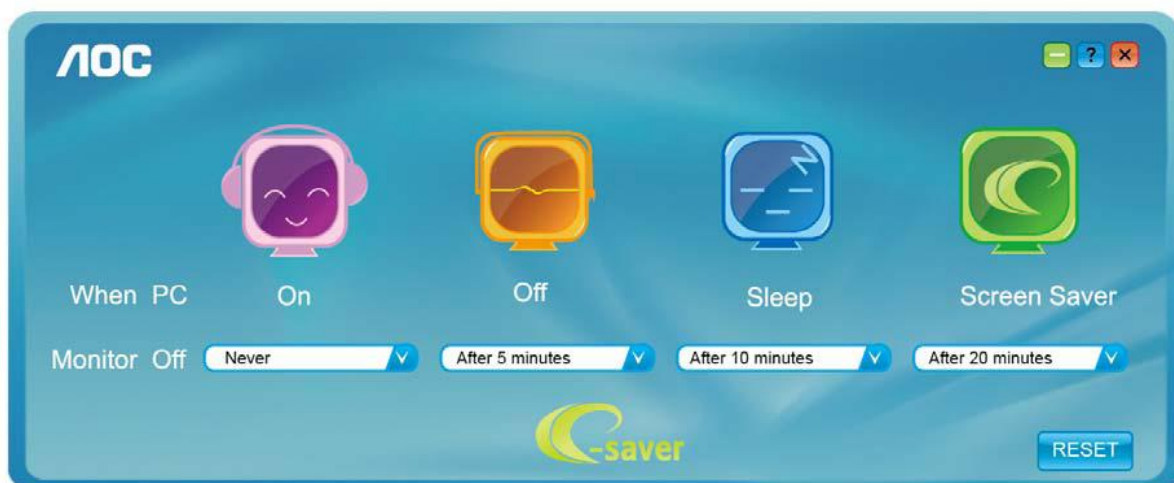 AOC
?
When PC On Off Sleep Screen Saver
Monitor Off Never After 5 minutes After 10 minutes After 20 minutes
e-saver
RESET